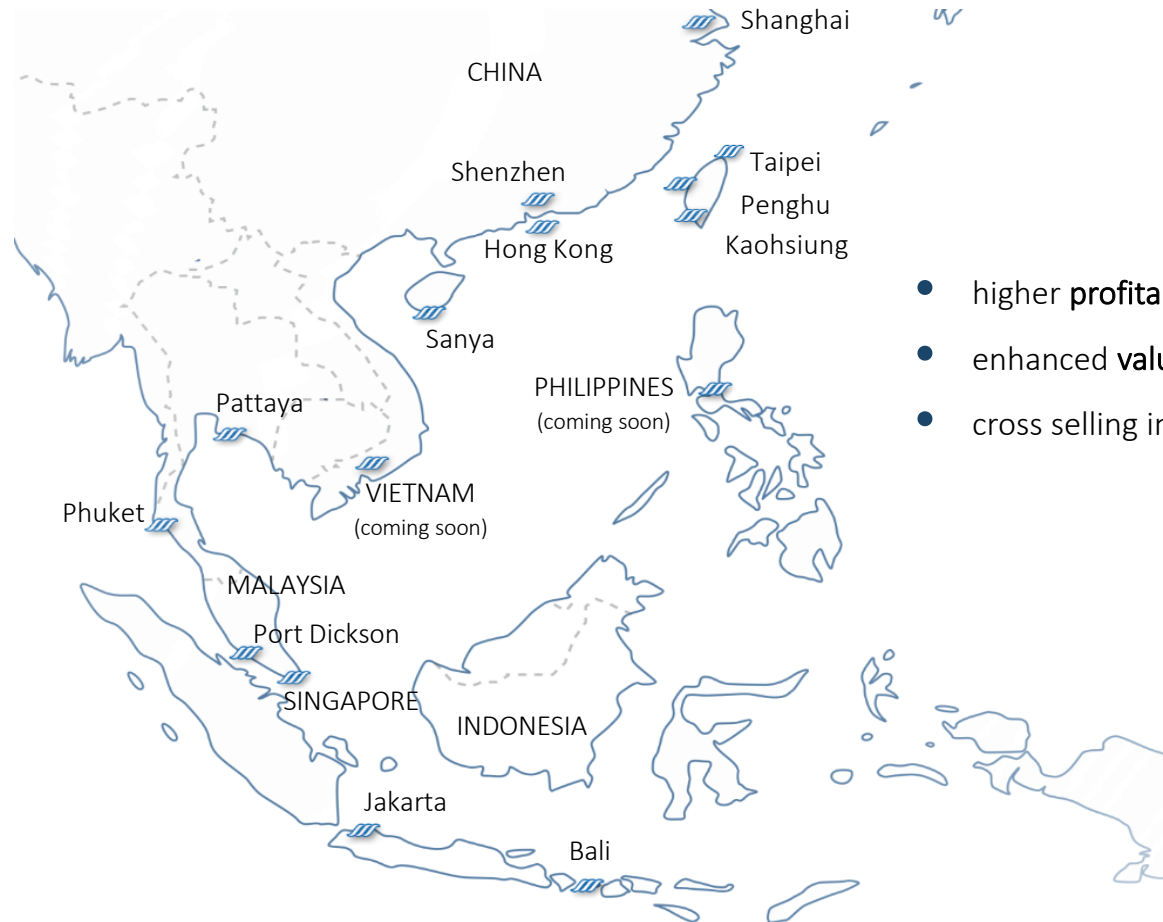 Shanghai
CHINA
Taipei
Shenzhen
Penghu
Hong Kong
Kaohsiung
higher
enhanced
Sanya
cross selling
PHILIPPINES
(coming soon)
Pattaya
VIETNAM
(coming soon)
Phuket
MALAYSIA
Port Dickson
SINGAPORE
INDONESIA
Jakarta
Bali